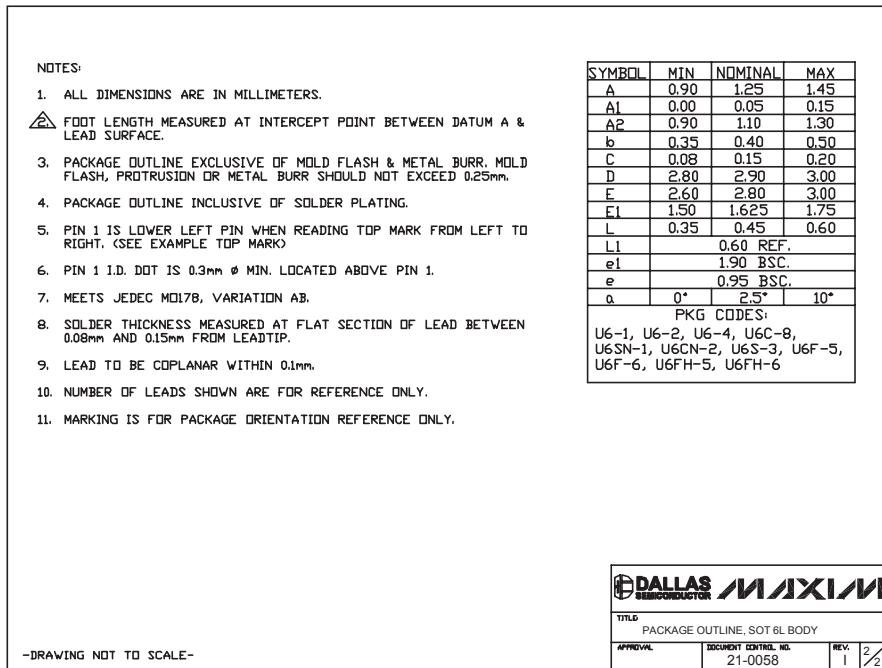 NOTES:
1. ALL DIMENSIONS ARE IN MILLIMETERS.
2. FOOT LENGTH MEASURED AT INTERCEPT POINT BETWEEN DATUM A &
LEAD SURFACE.
3. PACKAGE OUTLINE EXCLUSIVE OF MOLD FLASH & METAL BURR. MOLD
FLASH, PROTRUSION OR METAL BURR SHOULD NOT EXCEED 0.25mm.
4. PACKAGE OUTLINE INCLUSIVE OF SOLDER PLATING.
5. PIN 1 IS LOWER LEFT PIN WHEN READING TOP MARK FROM LEFT TO
RIGHT. (SEE EXAMPLE TOP MARK)
6. PIN 1 I.D. DOT IS 0.3mm ø MIN. LOCATED ABOVE PIN 1.
7. MEETS JEDEC MO178, VARIATION AB.
8. SOLDER THICKNESS MEASURED AT FLAT SECTION OF LEAD BETWEEN
0.08mm AND 0.15mm FROM LEADTIP.
9. LEAD TO BE COPLANAR WITHIN 0.1mm.
10. NUMBER OF LEADS SHOWN ARE FOR REFERENCE ONLY.
11. MARKING IS FOR PACKAGE ORIENTATION REFERENCE ONLY.
SYMBOL MIN NOMINAL MAX
A 0.90 1.25 1.45
A1 0.00 0.05 0.15
A2 0.90 1.10 1.30
b 0.35 0.40 0.50
C 0.08 0.15 0.20
D 2.80 2.90 3.00
E 2.60 2.80 3.00
E1 1.50 1.625 1.75
L 0.35 0.45 0.60
L1 0.60 REF.
e1 1.90 BSC.
e 0.95 BSC.
a 0° 2.5° 10°
PKG CODES:
U6-1, U6-2, U6-4, U6C-8,
U6SN-1, U6CN-2, U6S-3, U6F-5,
U6F-6, U6FH-5, U6FH-6
-DRAWING NOT TO SCALE-
DALLAS SEMICONDUCTOR MAXIM
TITLE:
PACKAGE OUTLINE, SOT 6L BODY
APPROVAL DOCUMENT CONTROL NO. REV.
21-0058 I 2/2